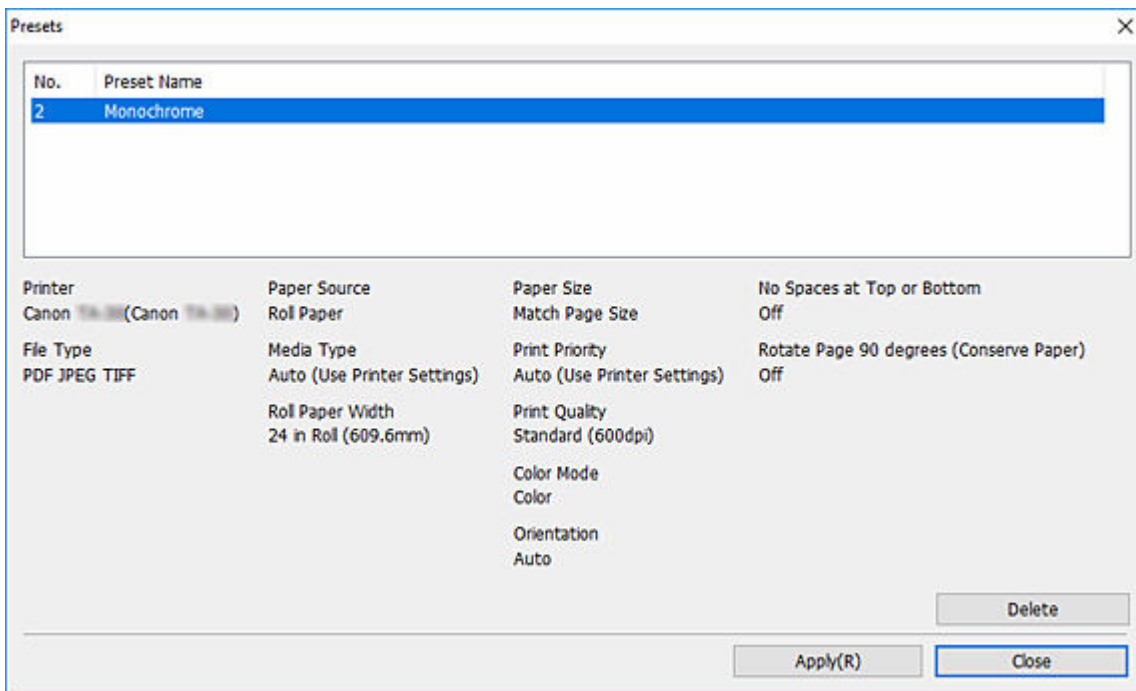 Presets
No. Preset Name
2 Monochrome
Printer
Canon (Canon )
File Type
PDF JPEG TIFF
Paper Source
Roll Paper
Media Type
Auto (Use Printer Settings)
Roll Paper Width
24 in Roll (609.6mm)
Paper Size
Match Page Size
Print Priority
Auto (Use Printer Settings)
Print Quality
Standard (600dpi)
Color Mode
Color
Orientation
Auto
No Spaces at Top or Bottom
Off
Rotate Page 90 degrees (Conserve Paper)
Off
Delete
Apply(R)
Close